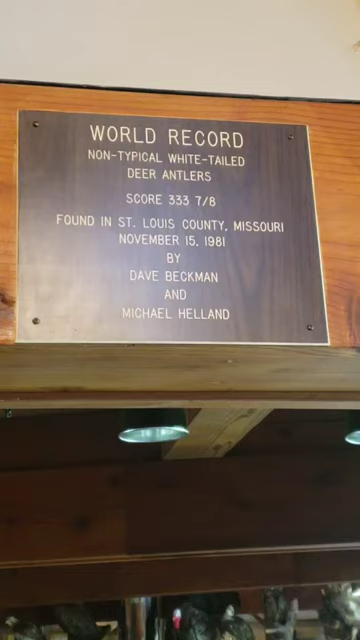 WORLD RECORD
NON-TYPICAL WHITE-TAILED
DEER ANTLERS
SCORE 333 7/8
FOUND IN ST. LOUIS COUNTY, MISSOURI
NOVEMBER 15, 1981
BY
DAVE BECKMAN
AND
MICHAEL HELLAND